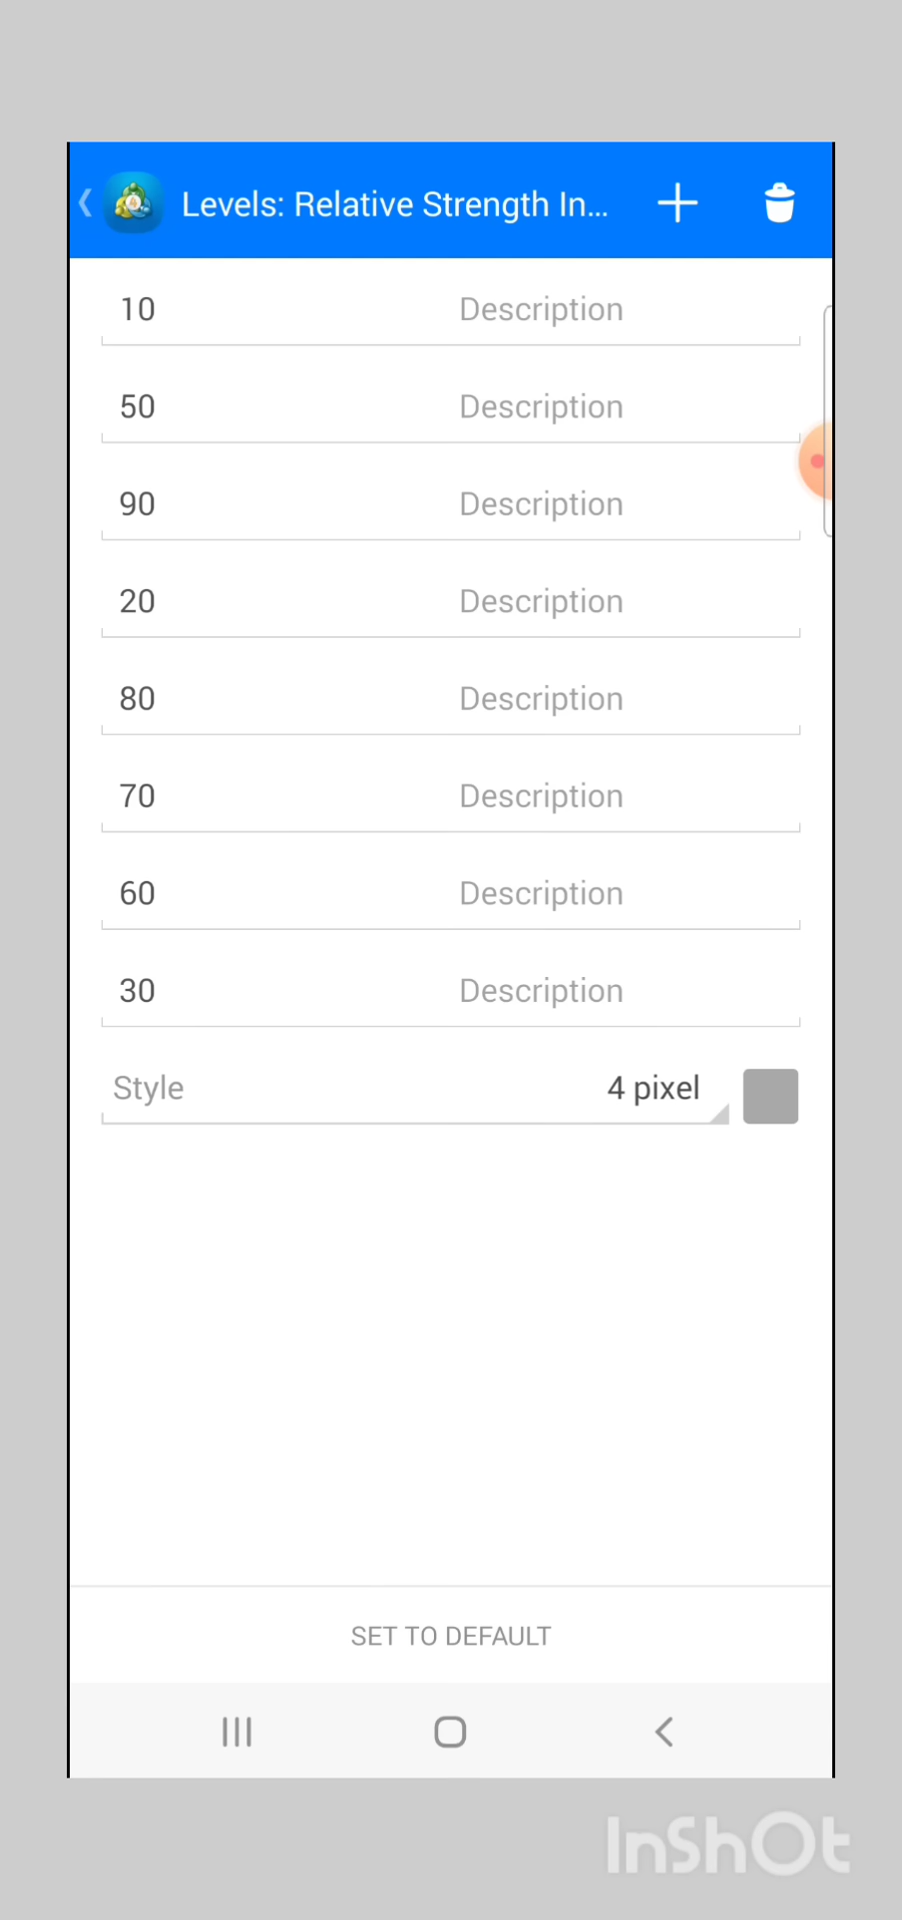 Levels: Relative Strength In...
10 Description
50 Description
90 Description
20 Description
80 Description
70 Description
60 Description
30 Description
Style 4 pixel
SET TO DEFAULT
InShOt